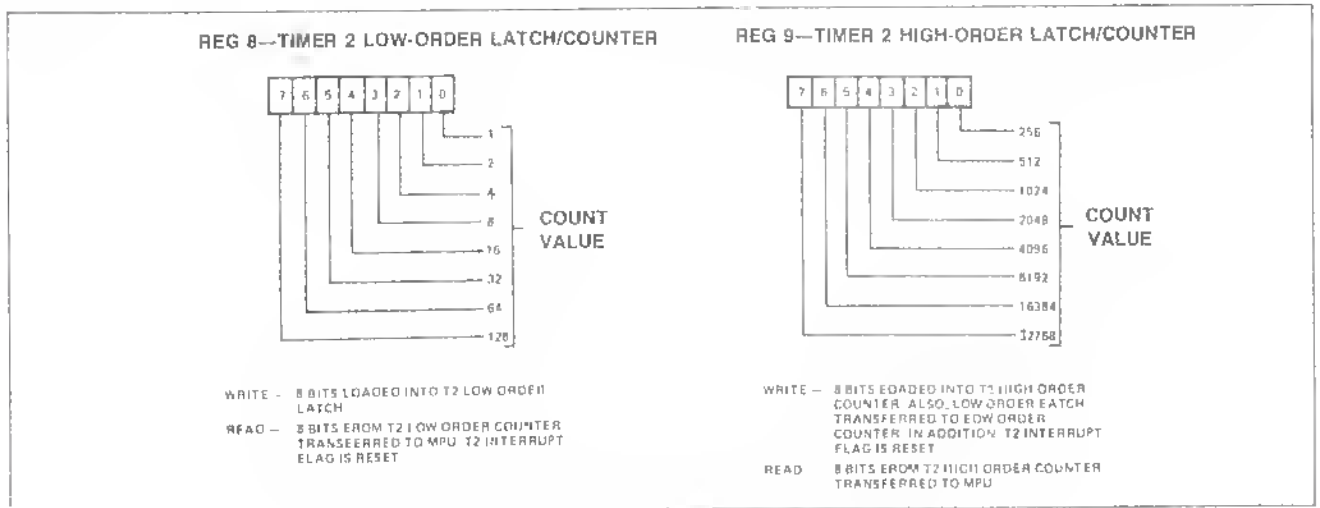 REG 8—TIMER 2 LOW-ORDER LATCH/COUNTER
7 6 5 4 3 2 1 0
1
2
4
8
16
32
64
128
COUNT
VALUE
WRITE – 8 BITS LOADED INTO T2 LOW ORDER
LATCH
READ – 8 BITS FROM T2 LOW ORDER COUNTER
TRANSFERRED TO MPU. T2 INTERRUPT
FLAG IS RESET
REG 9—TIMER 2 HIGH-ORDER LATCH/COUNTER
7 6 5 4 3 2 1 0
256
512
1024
2048
4096
8192
16384
32768
COUNT
VALUE
WRITE – 8 BITS LOADED INTO T2 HIGH ORDER
COUNTER. ALSO, LOW ORDER LATCH
TRANSFERRED TO LOW ORDER
COUNTER. IN ADDITION, T2 INTERRUPT
FLAG IS RESET
READ 8 BITS FROM T2 HIGH ORDER COUNTER
TRANSFERRED TO MPU